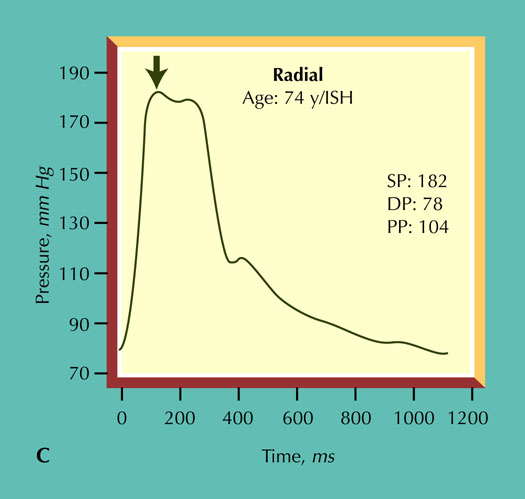 Radial
Age: 74 y/ISH
SP: 182
DP: 78
PP: 104
Pressure, mm Hg
190
170
150
130
110
90
70
0 200 400 600 800 1000 1200
Time, ms
C